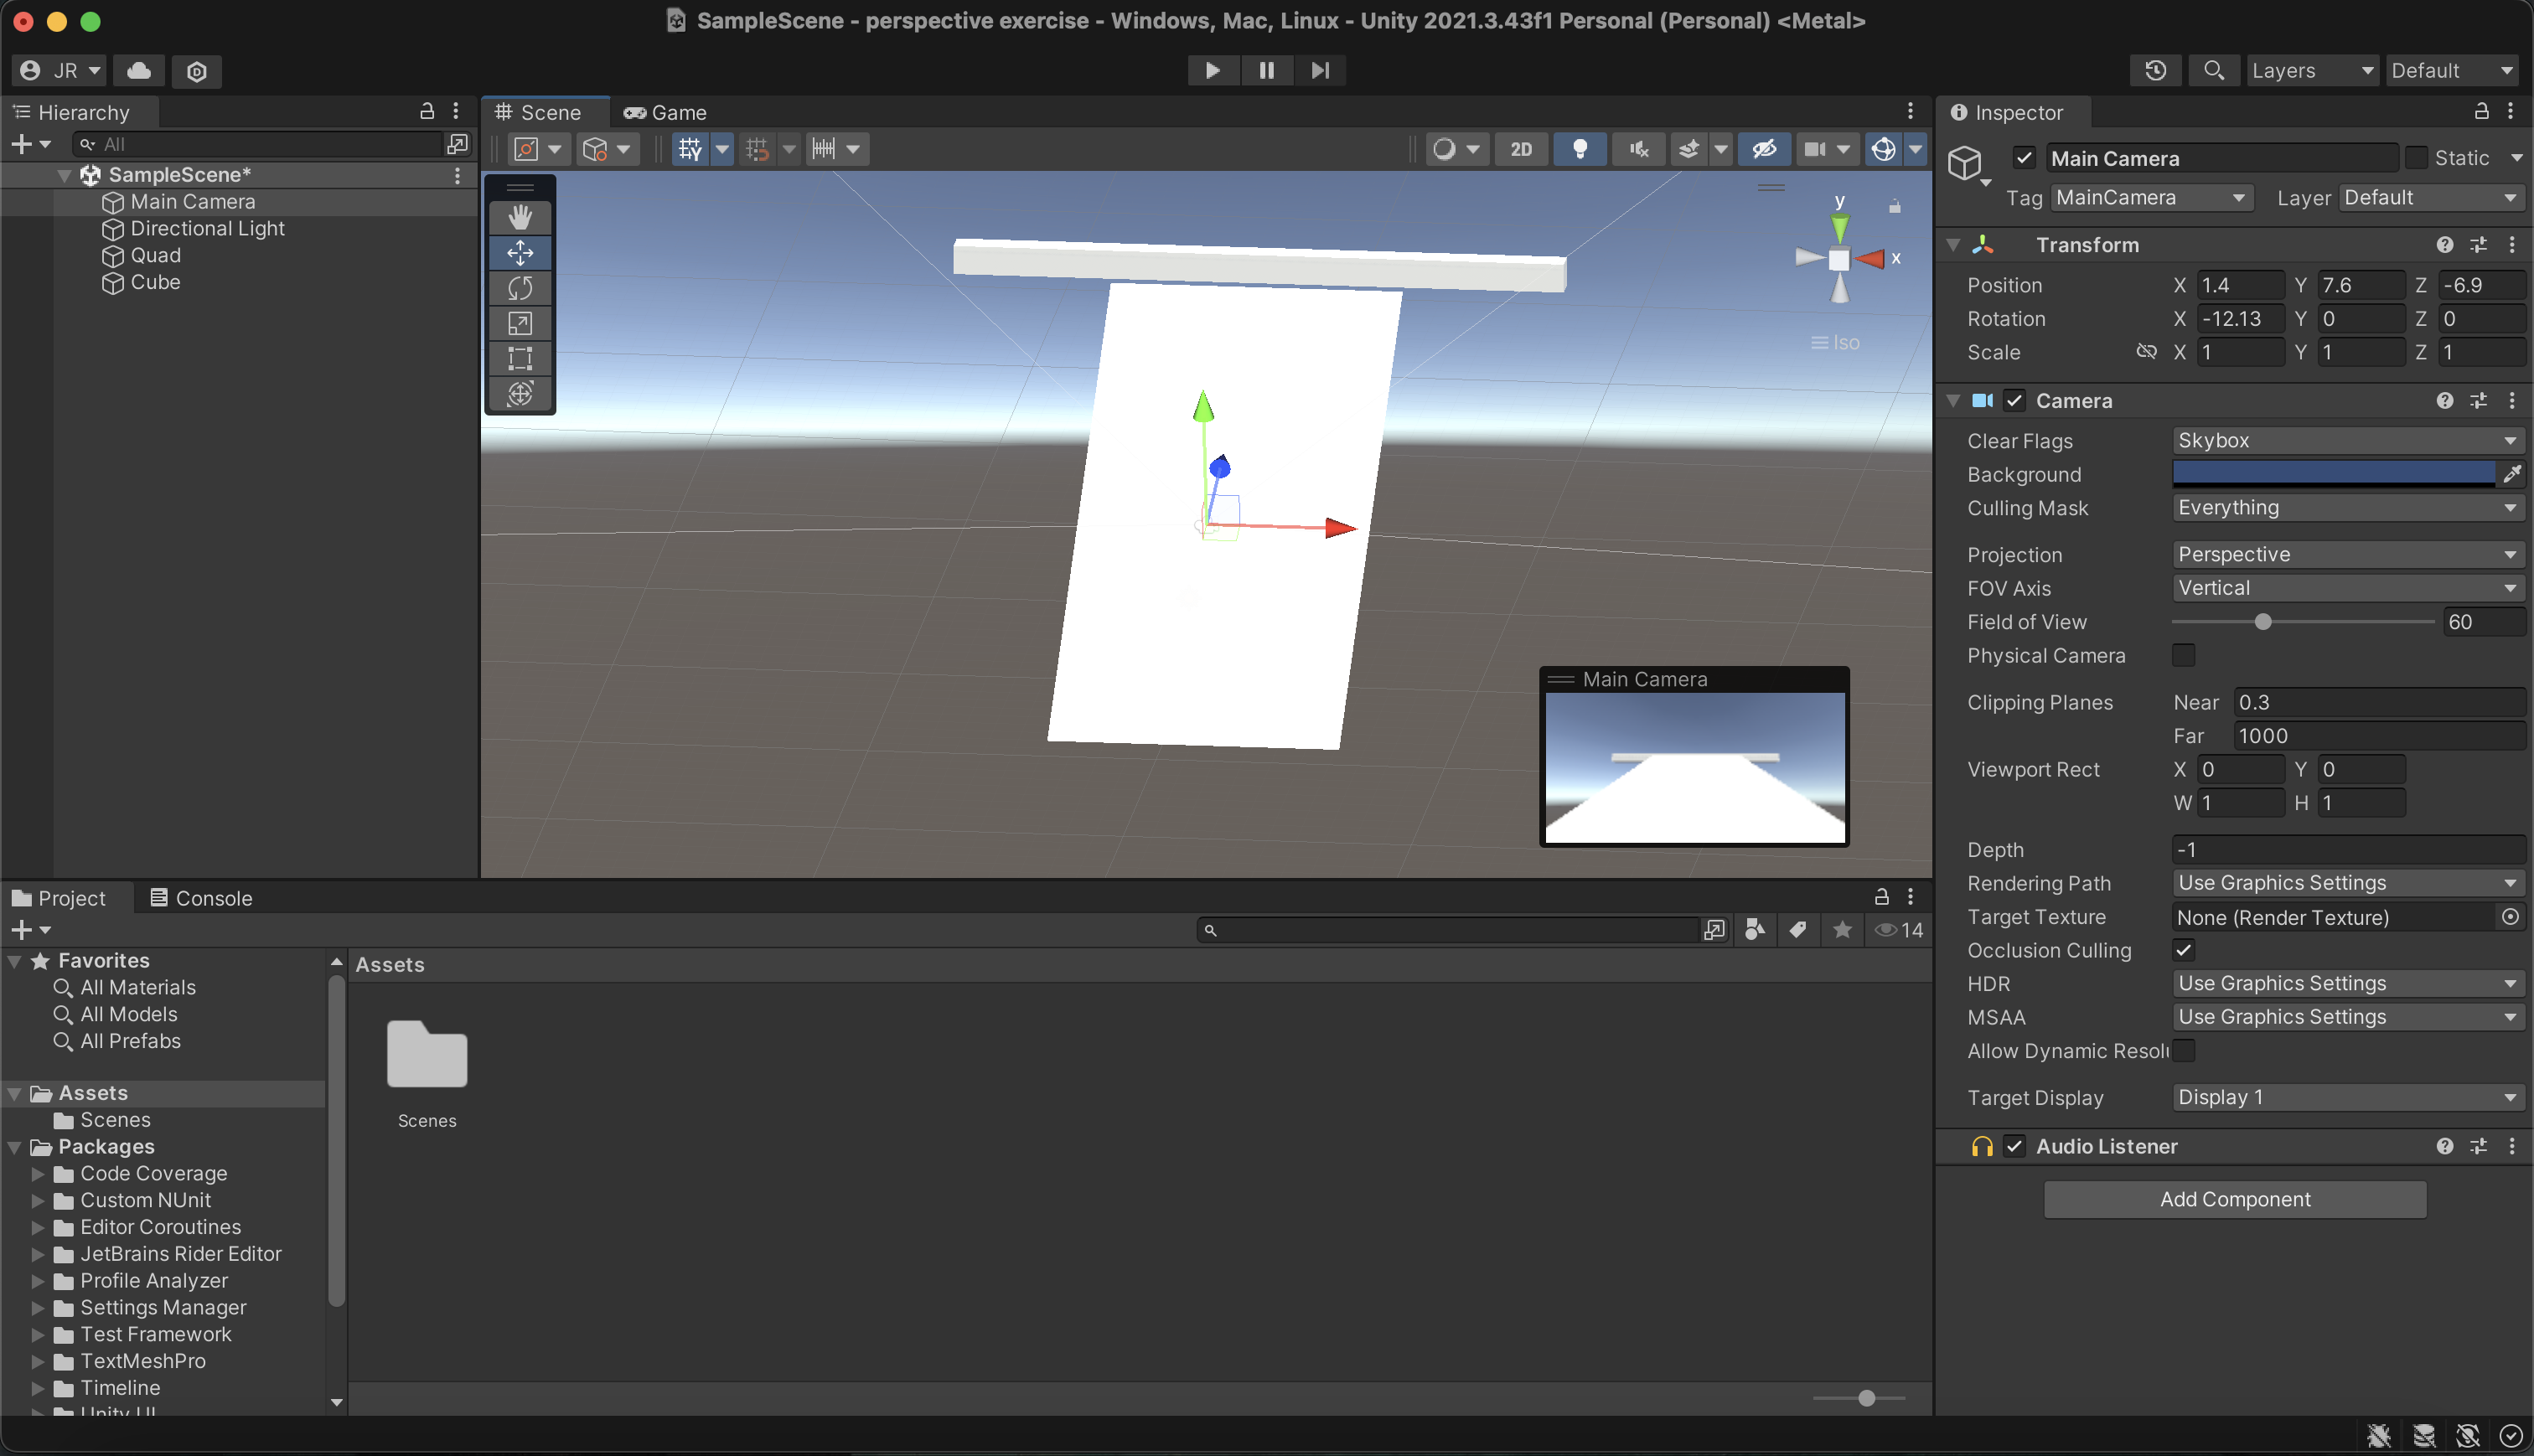 SampleScene - perspective exercise - Windows, Mac, Linux - Unity 2021.3.43f1 Personal (Personal) <Metal>
JR
Layers
Default
Hierarchy
All
SampleScene*
Main Camera
Directional Light
Quad
Cube
Scene
Game
2D
y
x
Iso
Main Camera
Inspector
Main Camera
Static
Tag MainCamera Layer Default
Transform
Position X 1.4 Y 7.6 Z -6.9
Rotation X -12.13 Y 0 Z 0
Scale X 1 Y 1 Z 1
Camera
Clear Flags Skybox
Background
Culling Mask Everything
Projection Perspective
FOV Axis Vertical
Field of View 60
Physical Camera
Clipping Planes Near 0.3
Far 1000
Viewport Rect X 0 Y 0
W 1 H 1
Depth -1
Rendering Path Use Graphics Settings
Target Texture None (Render Texture)
Occlusion Culling
HDR Use Graphics Settings
MSAA Use Graphics Settings
Allow Dynamic Resolu
Target Display Display 1
Audio Listener
Add Component
Project
Console
14
Favorites
All Materials
All Models
All Prefabs
Assets
Scenes
Packages
Code Coverage
Custom NUnit
Editor Coroutines
JetBrains Rider Editor
Profile Analyzer
Settings Manager
Test Framework
TextMeshPro
Timeline
Unity UI
Assets
Scenes